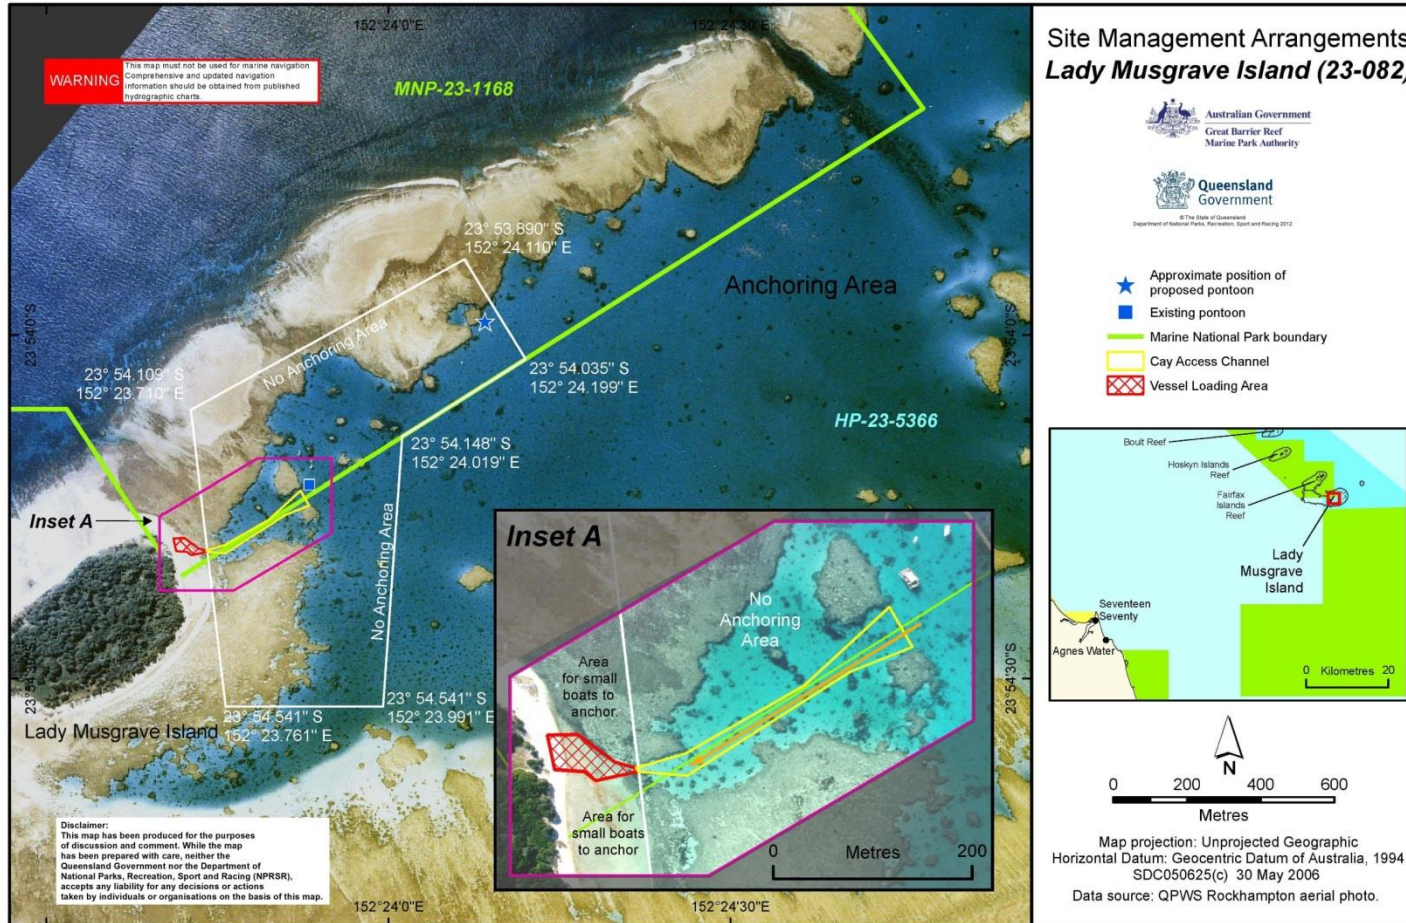 152°24'0"E
152°24'30"E
WARNING
This map must not be used for marine navigation.
Comprehensive and updated navigation
information should be obtained from published
hydrographic charts.
MNP-23-1168
23° 53.890" S
152° 24.110" E
Anchoring Area
No Anchoring Area
23°54'0"S
23°54'0"S
23° 54.109" S
152° 23.710" E
23° 54.035" S
152° 24.199" E
HP-23-5366
23° 54.148" S
152° 24.019" E
Inset A
No Anchoring Area
23°54'30"S
23° 54.541" S
152° 23.761" E
23° 54.541" S
152° 23.991" E
Lady Musgrave Island
Inset A
No
Anchoring
Area
Area
for small
boats to
anchor.
Area for
small boats
to anchor
0 Metres 200
23°54'30"S
Disclaimer:
This map has been produced for the purposes
of discussion and comment. While the map
has been prepared with care, neither the
Queensland Government nor the Department of
National Parks, Recreation, Sport and Racing (NPRSR),
accepts any liability for any decisions or actions
taken by individuals or organisations on the basis of this map.
152°24'0"E
152°24'30"E
Site Management Arrangements
Lady Musgrave Island (23-082)
Australian Government
Great Barrier Reef
Marine Park Authority
Queensland
Government
© The State of Queensland
Department of National Parks, Recreation, Sport and Racing 2012
Approximate position of
proposed pontoon
Existing pontoon
Marine National Park boundary
Cay Access Channel
Vessel Loading Area
Boult Reef
Hoskyn Islands
Reef
Fairfax
Islands
Reef
Lady
Musgrave
Island
Seventeen
Seventy
Agnes Water
0 Kilometres 20
N
0 200 400 600
Metres
Map projection: Unprojected Geographic
Horizontal Datum: Geocentric Datum of Australia, 1994
SDC050625(c) 30 May 2006
Data source: QPWS Rockhampton aerial photo.